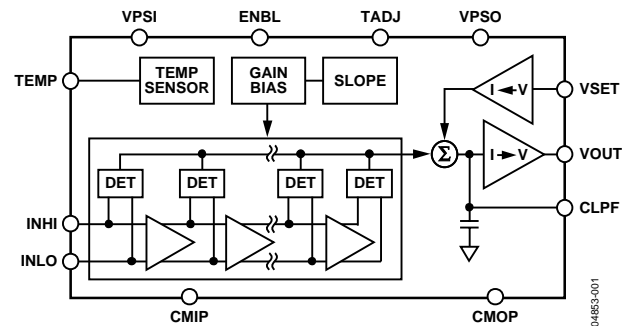 VPSI ENBL TADJ VPSO
TEMP
TEMP
SENSOR
GAIN
BIAS
SLOPE
I V
VSET
DET DET DET DET
Σ
I V
VOUT
CLPF
INHI
INLO
CMIP CMOP
04853-001